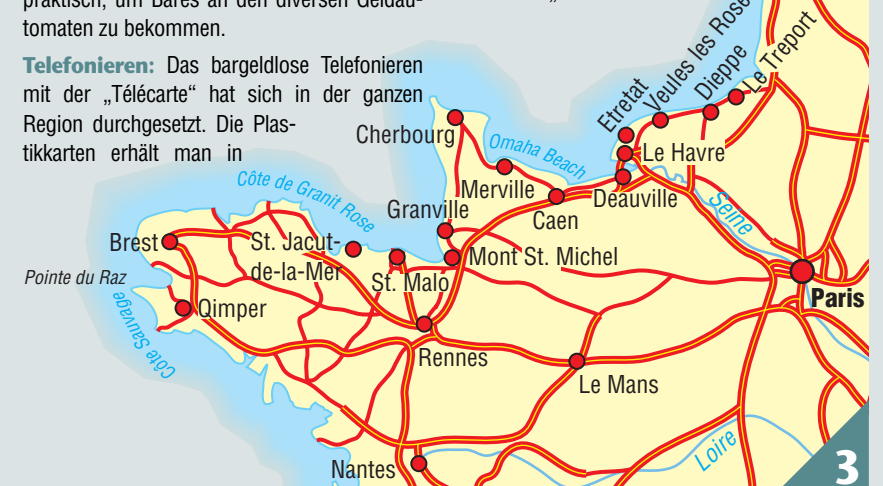 praktisch, um Bares an den diversen Geldau-
tomaten zu bekommen.
Telefonieren: Das bargeldlose Telefonieren
mit der „Télécarte“ hat sich in der ganzen
Region durchgesetzt. Die Plas-
tikkarten erhält man in
Le Treport
Dieppe
Veules les Rose
Etretat
Le Havre
Deauville
Cherbourg
Omaha Beach
Merville
Caen
Seine
Côte de Granit Rose
Granville
Brest
St. Jacut-
de-la-Mer
St. Malo
Mont St. Michel
Pointe du Raz
Paris
Qimper
Côte Sauvage
Rennes
Le Mans
Loire
Nantes
3